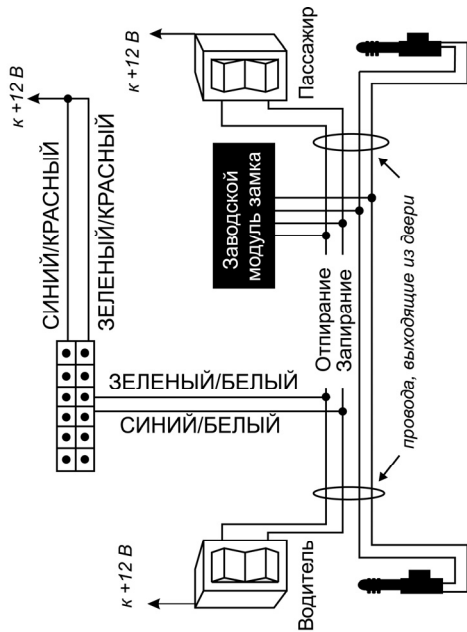 к +12 В
СИНИЙ/КРАСНЫЙ
ЗЕЛЕНЫЙ/КРАСНЫЙ
ЗЕЛЕНЫЙ/БЕЛЫЙ
СИНИЙ/БЕЛЫЙ
к +12 В
Водитель
к +12 В
Пассажир
Заводской
модуль замка
Отпирание
Запирание
провода, выходящие из двери